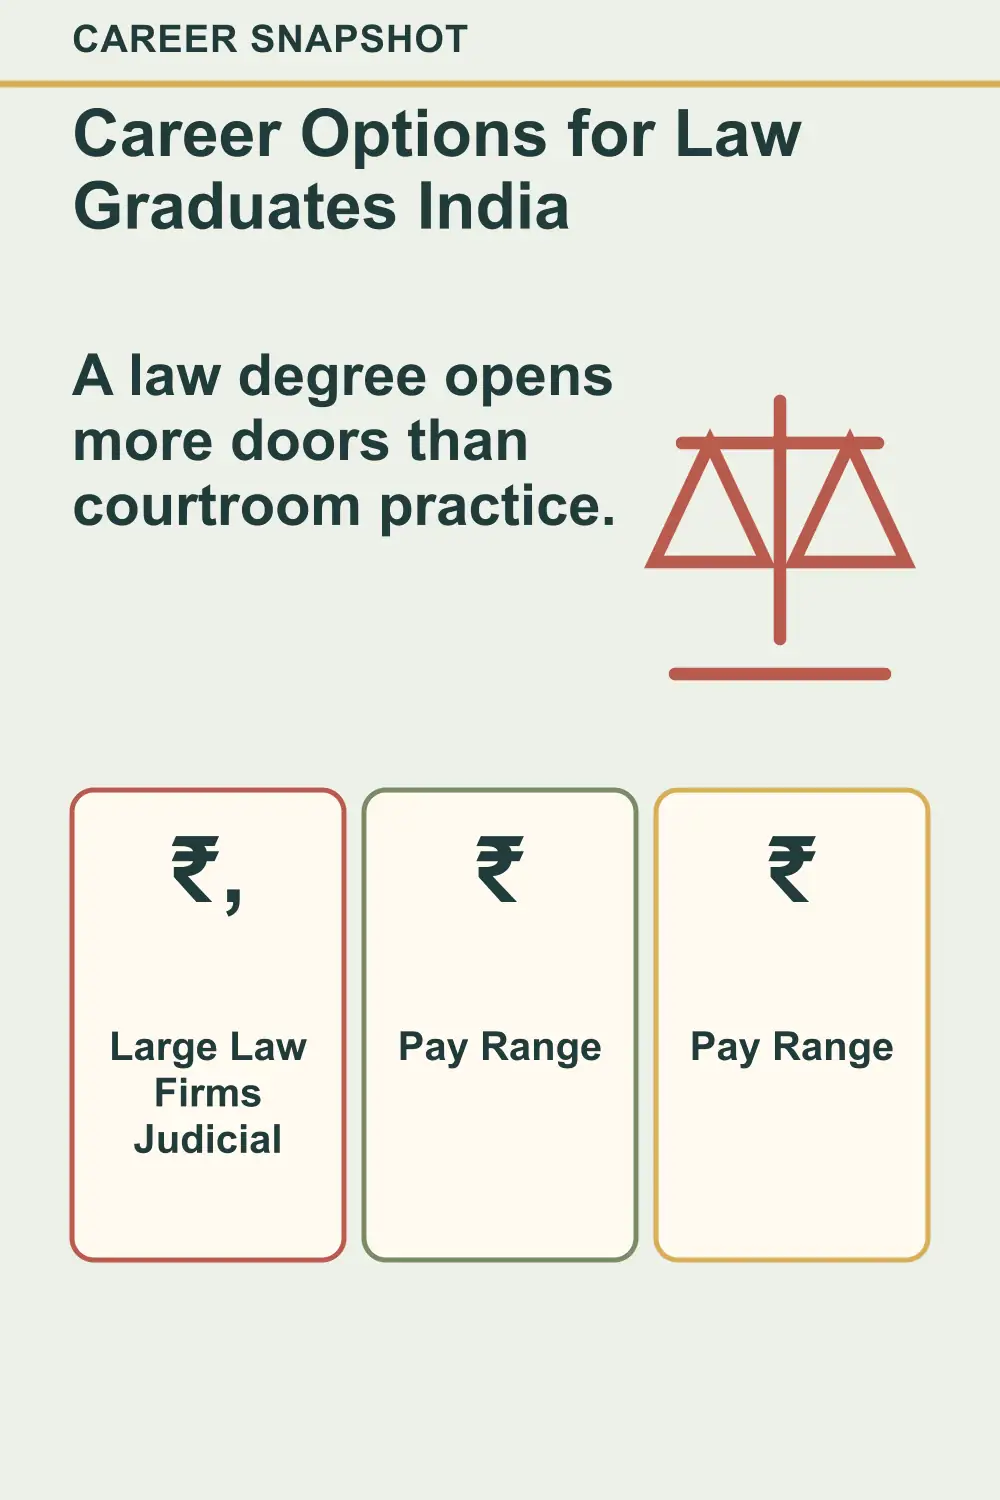 CAREER SNAPSHOT
Career Options for Law
Graduates India
A law degree opens
more doors than
courtroom practice.
₹,
Large Law
Firms
Judicial
₹
Pay Range
₹
Pay Range